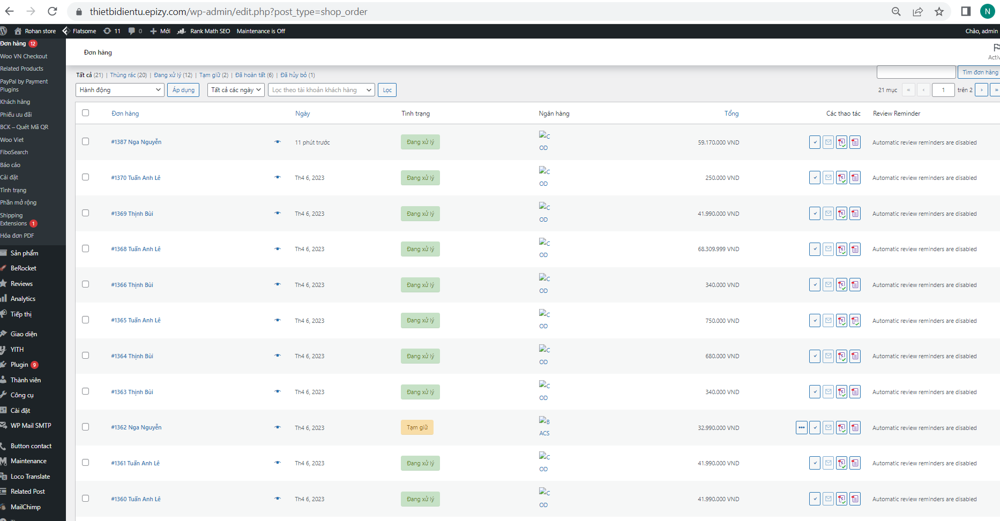 thietbidientu.epizy.com/wp-admin/edit.php?post_type=shop_order
N
Rohan store Flatsome 11 0 Mới Rank Math SEO Maintenance is Off Chào, admin
Đơn hàng 12
Woo VN Checkout
Related Products
PayPal by Payment
Plugins
Khách hàng
Phiếu ưu đãi
BCK – Quét Mã QR
Woo Viet
FiboSearch
Báo cáo
Cài đặt
Tình trạng
Phần mở rộng
Shipping
Extensions 1
Hóa đơn PDF
Sản phẩm
BeRocket
Reviews
Analytics
Tiếp thị
Giao diện
YITH
Plugin 9
Thành viên
Công cụ
Cài đặt
WP Mail SMTP
Button contact
Maintenance
Loco Translate
Related Post
MailChimp
Đơn hàng
Activ
Tất cả (21) | Thùng rác (20) | Đang xử lý (12) | Tạm giữ (2) | Đã hoàn tất (6) | Đã hủy bỏ (1)
Tìm đơn hàng
Hành động Áp dụng Tất cả các ngày Lọc theo tài khoản khách hàng Lọc
21 mục « ‹ 1 trên 2 › »
Đơn hàng Ngày Tình trạng Ngân hàng Tổng Các thao tác Review Reminder
#1387 Nga Nguyễn 11 phút trước Đang xử lý COD 59.170.000 VND Automatic review reminders are disabled
#1370 Tuấn Anh Lê Th4 6, 2023 Đang xử lý COD 250.000 VND Automatic review reminders are disabled
#1369 Thịnh Bùi Th4 6, 2023 Đang xử lý COD 41.990.000 VND Automatic review reminders are disabled
#1368 Tuấn Anh Lê Th4 6, 2023 Đang xử lý COD 68.309.999 VND Automatic review reminders are disabled
#1366 Thịnh Bùi Th4 6, 2023 Đang xử lý COD 340.000 VND Automatic review reminders are disabled
#1365 Tuấn Anh Lê Th4 6, 2023 Đang xử lý COD 750.000 VND Automatic review reminders are disabled
#1364 Thịnh Bùi Th4 6, 2023 Đang xử lý COD 680.000 VND Automatic review reminders are disabled
#1363 Thịnh Bùi Th4 6, 2023 Đang xử lý COD 340.000 VND Automatic review reminders are disabled
#1362 Nga Nguyễn Th4 6, 2023 Tạm giữ BACS 32.990.000 VND Automatic review reminders are disabled
#1361 Tuấn Anh Lê Th4 6, 2023 Đang xử lý COD 41.990.000 VND Automatic review reminders are disabled
#1360 Tuấn Anh Lê Th4 6, 2023 Đang xử lý COD 41.990.000 VND Automatic review reminders are disabled